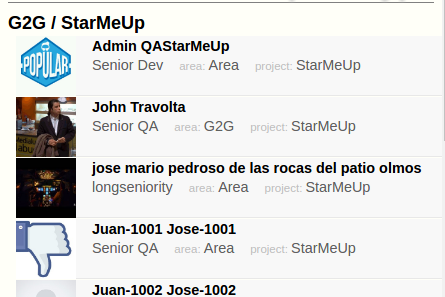 G2G / StarMeUp
POPULAR
Admin QAStarMeUp
Senior Dev area: Area project: StarMeUp
John Travolta
Senior QA area: G2G project: StarMeUp
jose mario pedroso de las rocas del patio olmos
longseniority area: Area project: StarMeUp
Juan-1001 Jose-1001
Senior QA area: Area project: StarMeUp
Juan-1002 Jose-1002